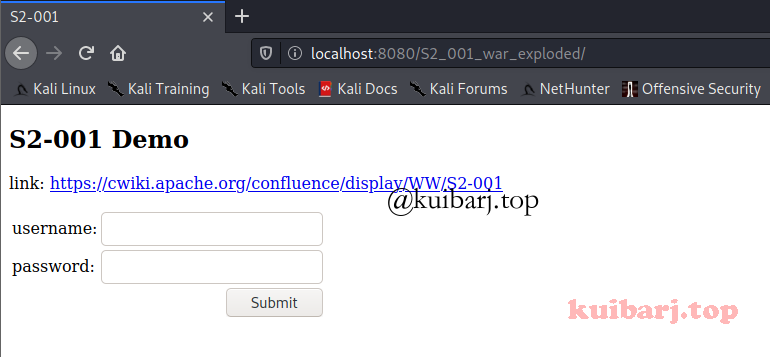 S2-001
localhost:8080/S2_001_war_exploded/
Kali Linux Kali Training Kali Tools Kali Docs Kali Forums NetHunter Offensive Security
S2-001 Demo
link: https://cwiki.apache.org/confluence/display/WW/S2-001
@kuibarj.top
username:
password:
Submit
kuibarj.top